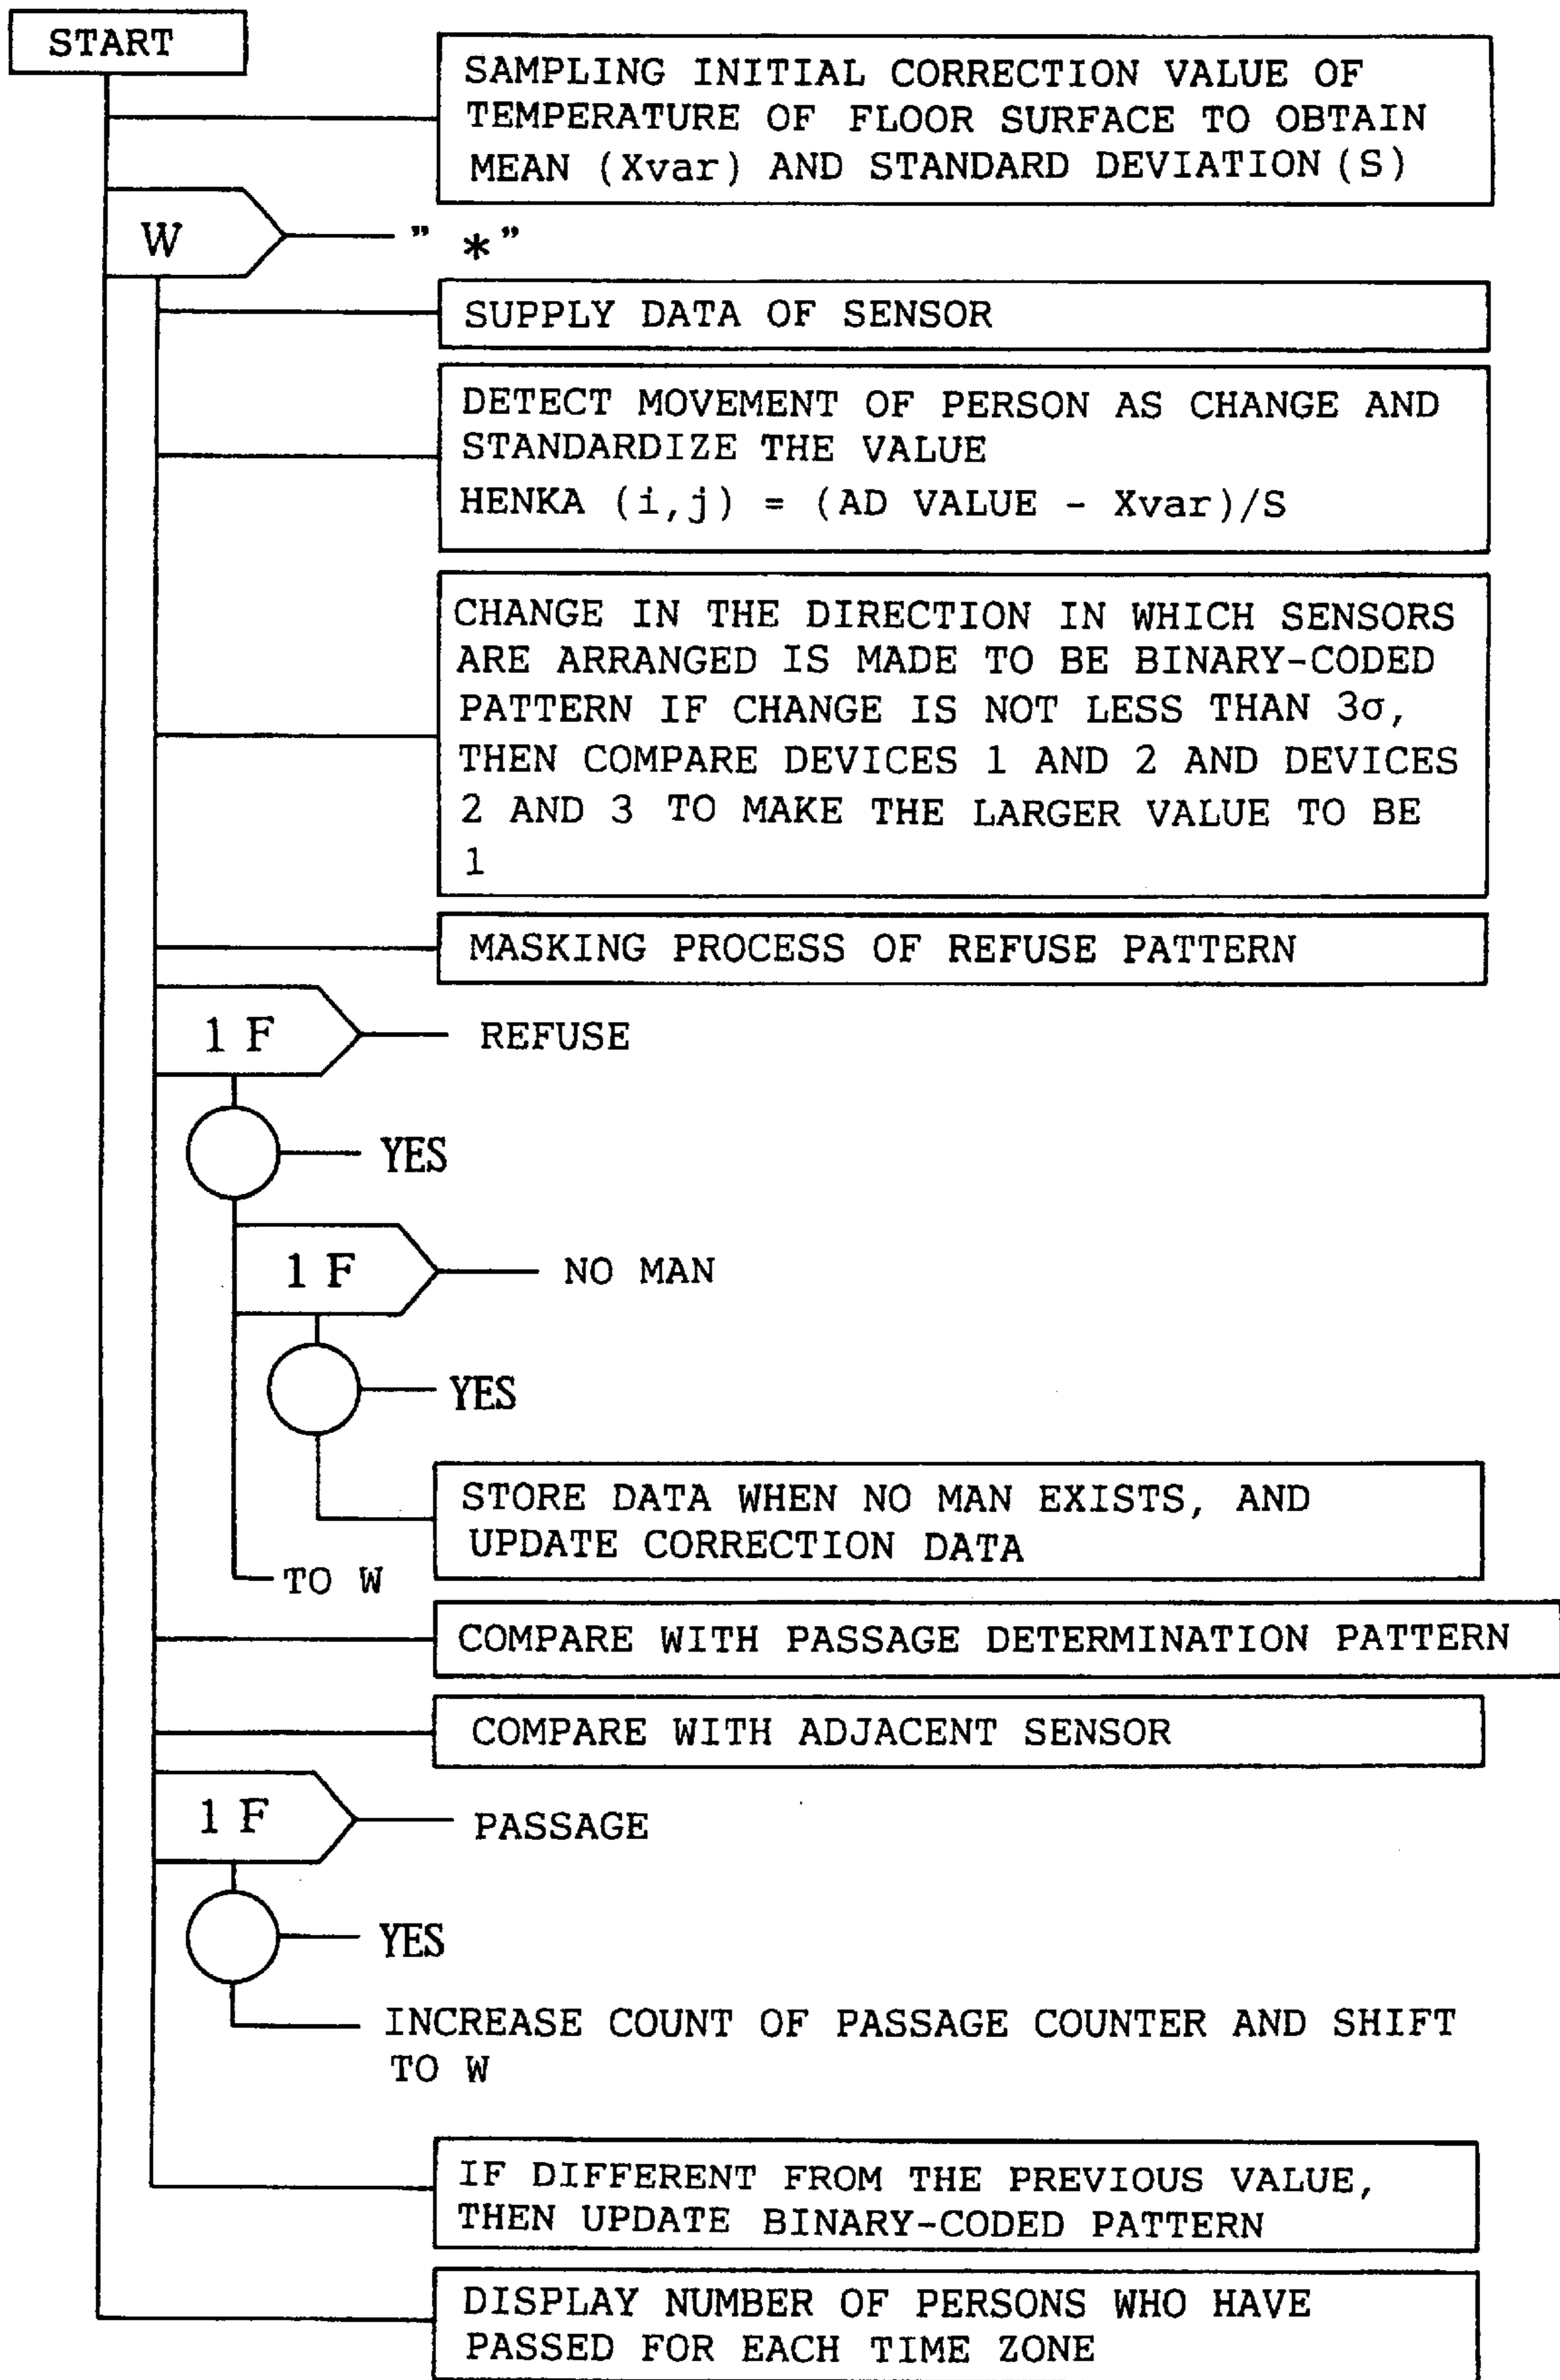 START
SAMPLING INITIAL CORRECTION VALUE OF
TEMPERATURE OF FLOOR SURFACE TO OBTAIN
MEAN (Xvar) AND STANDARD DEVIATION (S)
W
" *"
SUPPLY DATA OF SENSOR
DETECT MOVEMENT OF PERSON AS CHANGE AND
STANDARDIZE THE VALUE
HENKA (i,j) = (AD VALUE - Xvar)/S
CHANGE IN THE DIRECTION IN WHICH SENSORS
ARE ARRANGED IS MADE TO BE BINARY-CODED
PATTERN IF CHANGE IS NOT LESS THAN 3σ,
THEN COMPARE DEVICES 1 AND 2 AND DEVICES
2 AND 3 TO MAKE THE LARGER VALUE TO BE
1
MASKING PROCESS OF REFUSE PATTERN
1 F
REFUSE
YES
1 F
NO MAN
YES
STORE DATA WHEN NO MAN EXISTS, AND
UPDATE CORRECTION DATA
TO W
COMPARE WITH PASSAGE DETERMINATION PATTERN
COMPARE WITH ADJACENT SENSOR
1 F
PASSAGE
YES
INCREASE COUNT OF PASSAGE COUNTER AND SHIFT
TO W
IF DIFFERENT FROM THE PREVIOUS VALUE,
THEN UPDATE BINARY-CODED PATTERN
DISPLAY NUMBER OF PERSONS WHO HAVE
PASSED FOR EACH TIME ZONE